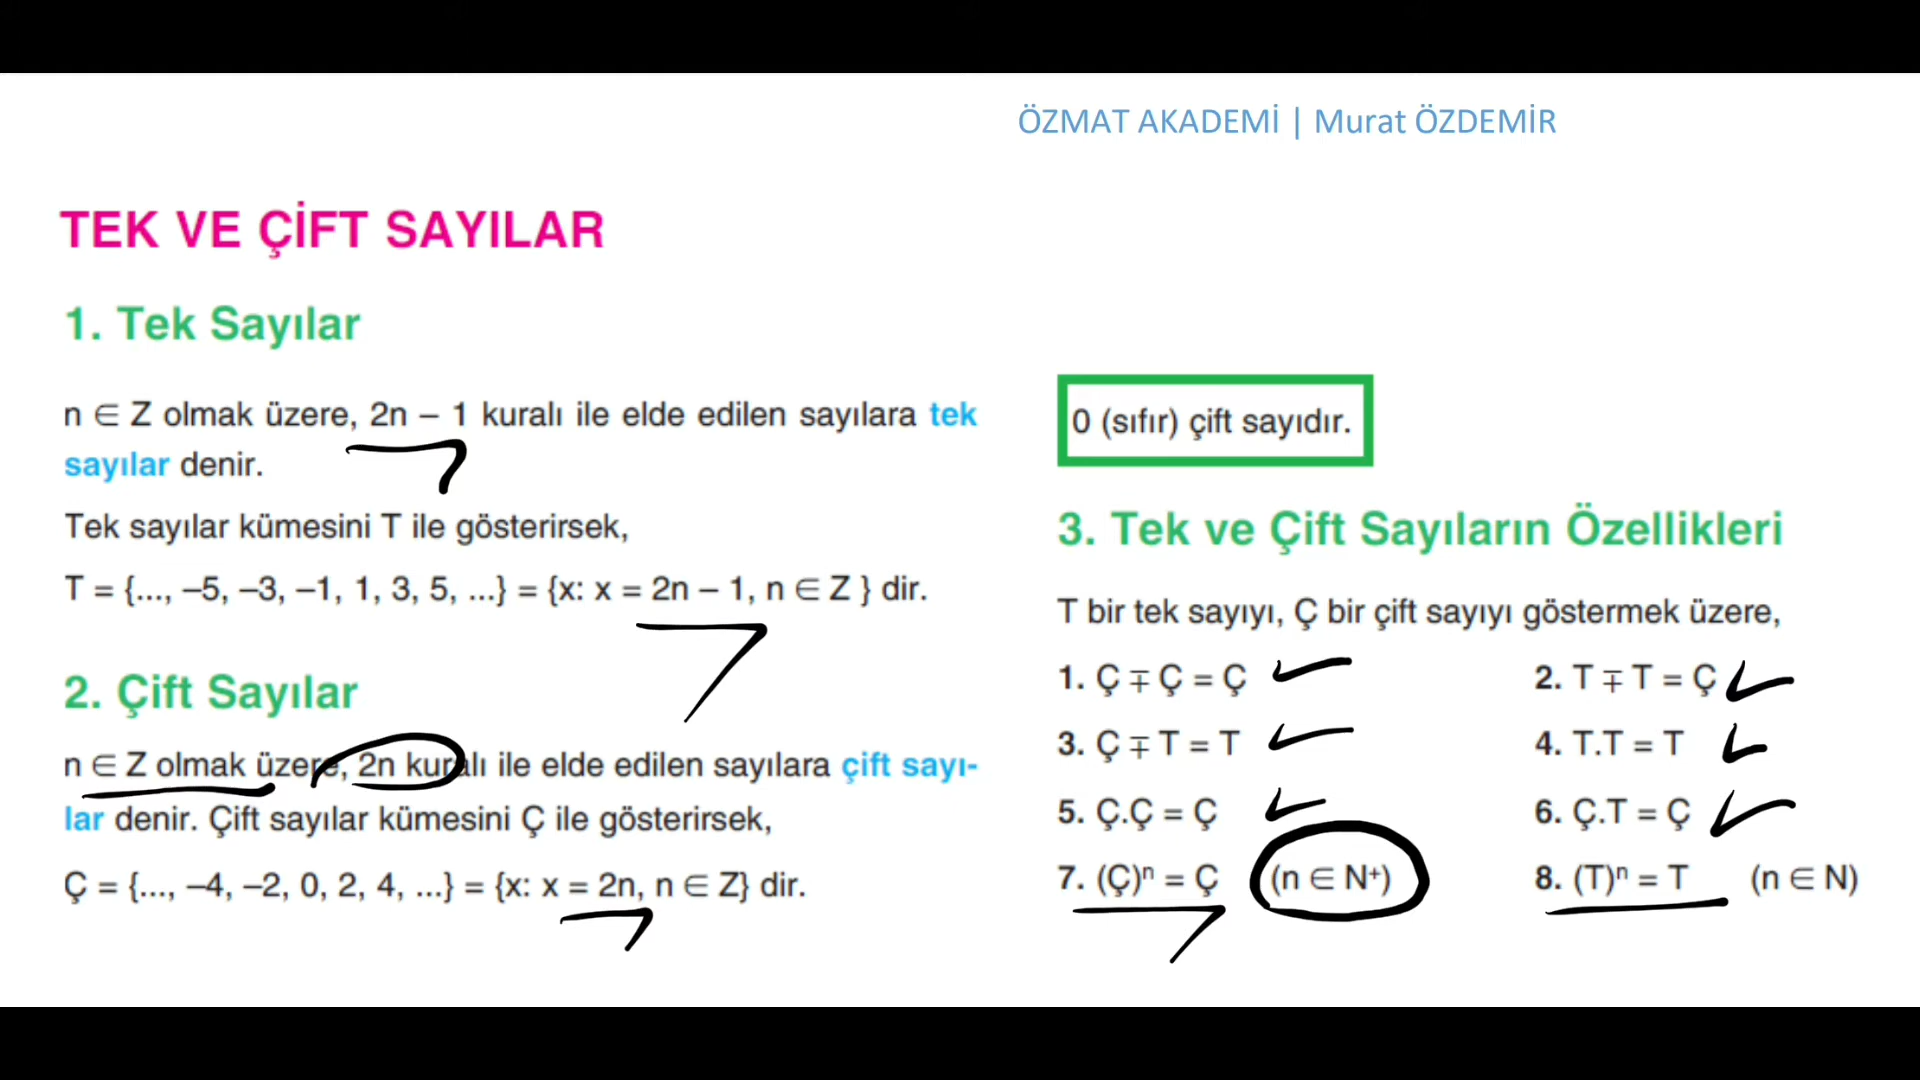 ÖZMAT AKADEMİ | Murat ÖZDEMİR
TEK VE ÇİFT SAYILAR
1. Tek Sayılar
n ∈ Z olmak üzere, 2n – 1 kuralı ile elde edilen sayılara tek
sayılar denir.
Tek sayılar kümesini T ile gösterirsek,
T = {..., –5, –3, –1, 1, 3, 5, ...} = {x: x = 2n – 1, n ∈ Z } dir.
2. Çift Sayılar
n ∈ Z olmak üzere, 2n kuralı ile elde edilen sayılara çift sayı-
lar denir. Çift sayılar kümesini Ç ile gösterirsek,
Ç = {..., –4, –2, 0, 2, 4, ...} = {x: x = 2n, n ∈ Z} dir.
0 (sıfır) çift sayıdır.
3. Tek ve Çift Sayıların Özellikleri
T bir tek sayıyı, Ç bir çift sayıyı göstermek üzere,
1. Ç ∓ Ç = Ç
2. T ∓ T = Ç
3. Ç ∓ T = T
4. T.T = T
5. Ç.Ç = Ç
6. Ç.T = Ç
7. (Ç)ⁿ = Ç (n ∈ N⁺)
8. (T)ⁿ = T (n ∈ N)